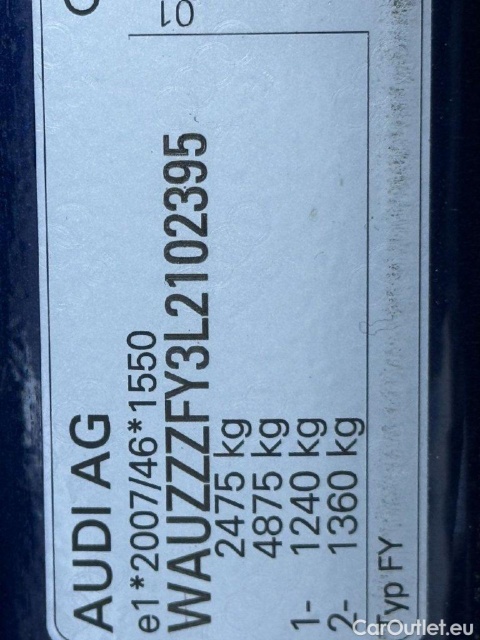 AUDI AG
e1*2007/46*1550
WAUZZZFY3L2102395
2475 kg
4875 kg
1- 1240 kg
2- 1360 kg
Typ FY
01
CarOutlet.eu